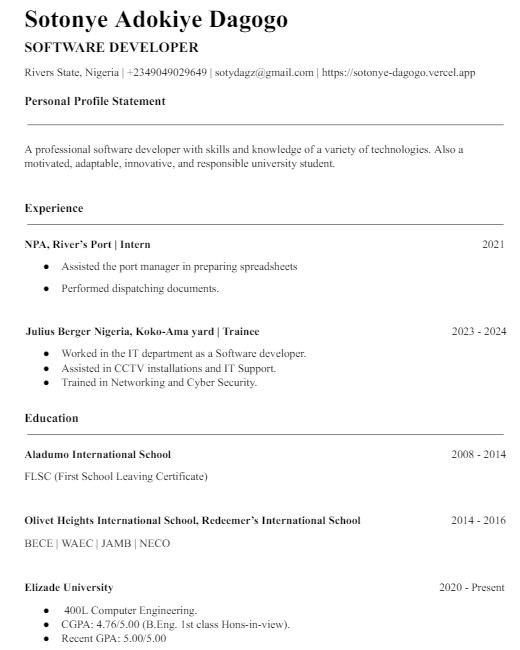 Sotonye Adokiye Dagogo
SOFTWARE DEVELOPER
Rivers State, Nigeria | +2349049029649 | sotydagz@gmail.com | https://sotonye-dagogo.vercel.app
Personal Profile Statement
A professional software developer with skills and knowledge of a variety of technologies. Also a
motivated, adaptable, innovative, and responsible university student.
Experience
NPA, River's Port | Intern 2021
● Assisted the port manager in preparing spreadsheets
● Performed dispatching documents.
Julius Berger Nigeria, Koko-Ama yard | Trainee 2023 - 2024
● Worked in the IT department as a Software developer.
● Assisted in CCTV installations and IT Support.
● Trained in Networking and Cyber Security.
Education
Aladumo International School 2008 - 2014
FLSC (First School Leaving Certificate)
Olivet Heights International School, Redeemer's International School 2014 - 2016
BECE | WAEC | JAMB | NECO
Elizade University 2020 - Present
● 400L Computer Engineering.
● CGPA: 4.76/5.00 (B.Eng. 1st class Hons-in-view).
● Recent GPA: 5.00/5.00